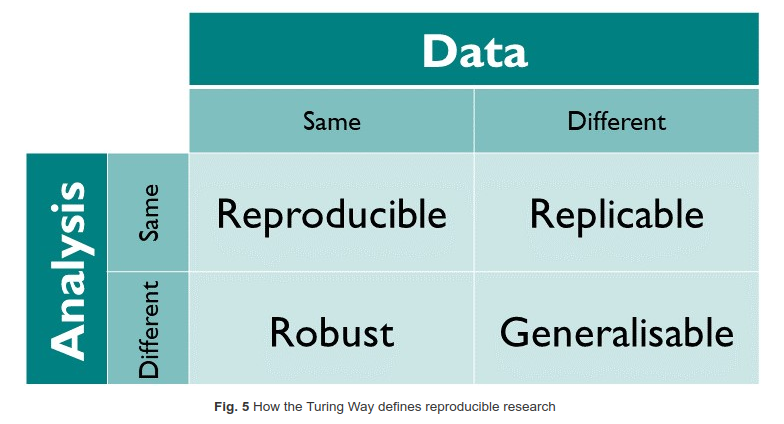 Data
Same Different
Analysis
Same Reproducible Replicable
Different Robust Generalisable
Fig. 5 How the Turing Way defines reproducible research